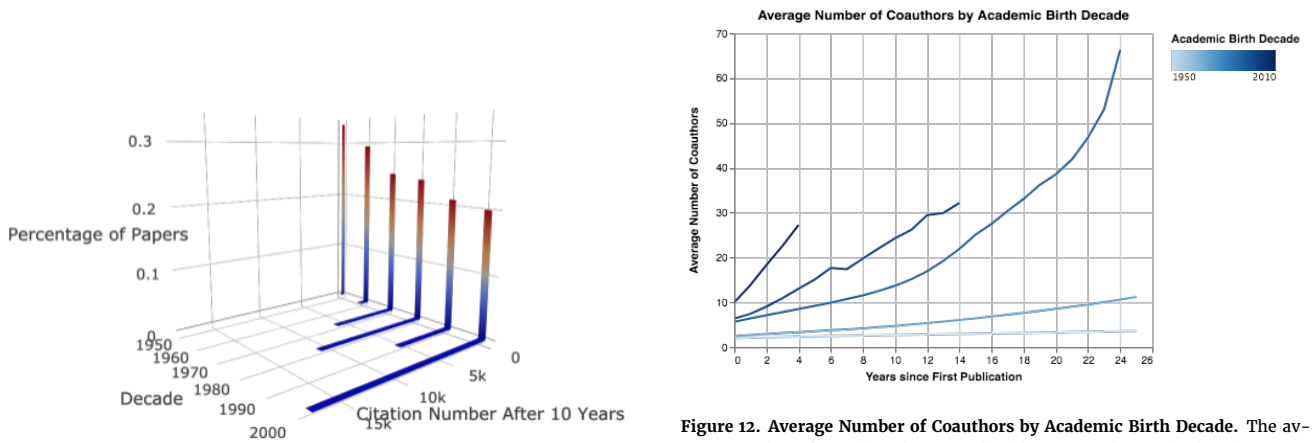 0.3
0.2
Percentage of Papers
0.1
0
1950
1960
1970
1980
1990
2000
Decade
0
5k
10k
15k
Citation Number After 10 Years
Average Number of Coauthors by Academic Birth Decade
Academic Birth Decade
1950 2010
Average Number of Coauthors
70
60
50
40
30
20
10
0
0 2 4 6 8 10 12 14 16 18 20 22 24 26
Years since First Publication
Figure 12. Average Number of Coauthors by Academic Birth Decade. The av-